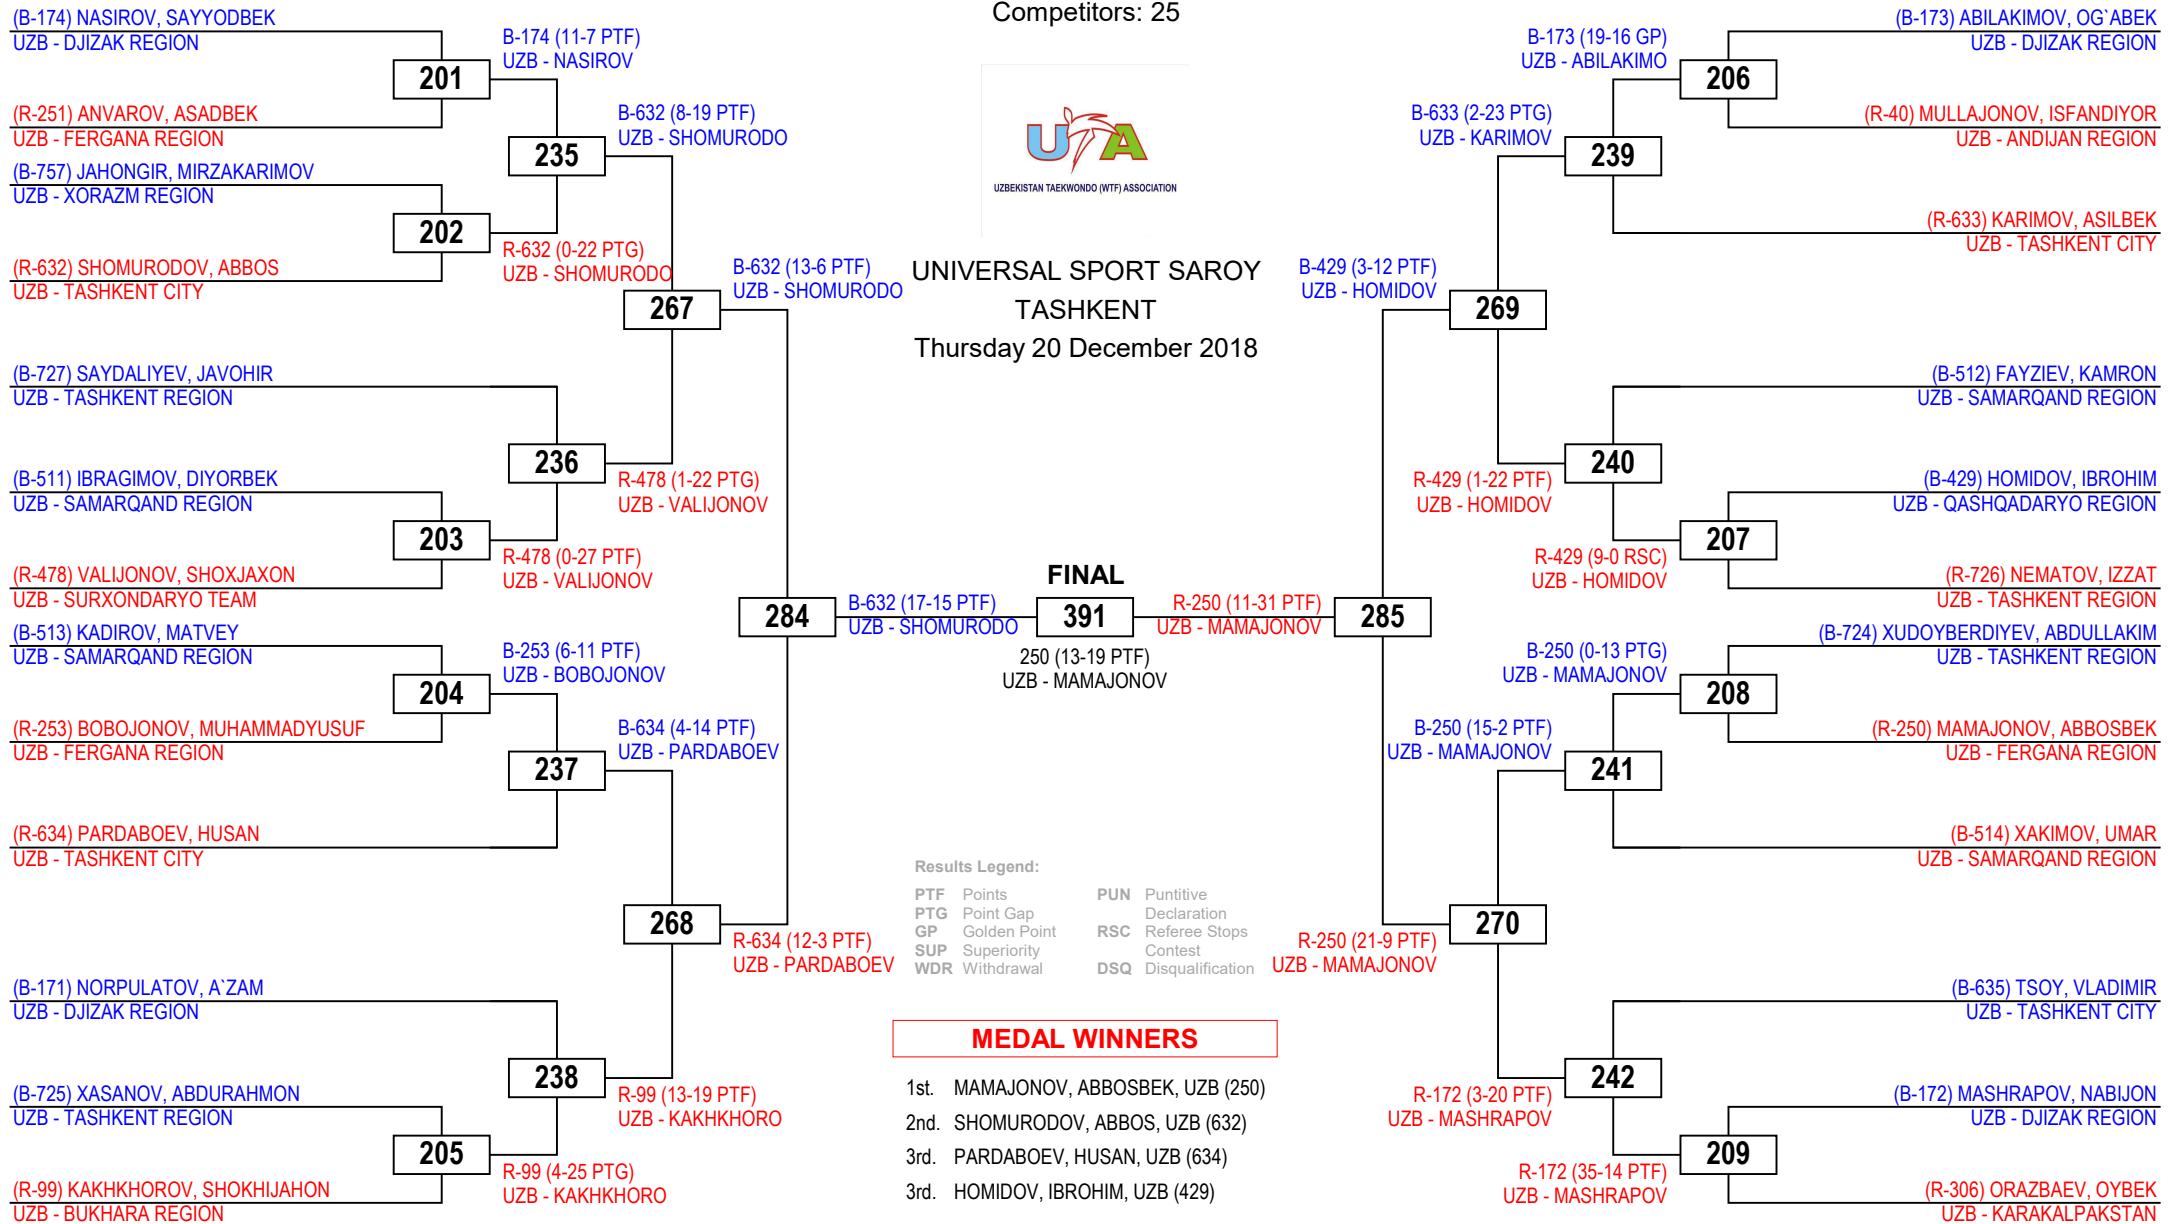 (B-174) NASIROV, SAYYODBEK
UZB - DJIZAK REGION
(R-251) ANVAROV, ASADBEK
UZB - FERGANA REGION
(B-757) JAHONGIR, MIRZAKARIMOV
UZB - XORAZM REGION
(R-632) SHOMURODOV, ABBOS
UZB - TASHKENT CITY
(B-727) SAYDALIYEV, JAVOHIR
UZB - TASHKENT REGION
(B-511) IBRAGIMOV, DIYORBEK
UZB - SAMARQAND REGION
(R-478) VALIJONOV, SHOXJAXON
UZB - SURXONDARYO TEAM
(B-513) KADIROV, MATVEY
UZB - SAMARQAND REGION
(R-253) BOBOJONOV, MUHAMMADYUSUF
UZB - FERGANA REGION
(R-634) PARDABOEV, HUSAN
UZB - TASHKENT CITY
(B-171) NORPULATOV, A`ZAM
UZB - DJIZAK REGION
(B-725) XASANOV, ABDURAHMON
UZB - TASHKENT REGION
(R-99) KAKHKHOROV, SHOKHIJAHON
UZB - BUKHARA REGION
201
202
203
204
205
B-174 (11-7 PTF)
UZB - NASIROV
R-632 (0-22 PTG)
UZB - SHOMURODO
R-478 (0-27 PTF)
UZB - VALIJONOV
B-253 (6-11 PTF)
UZB - BOBOJONOV
R-99 (4-25 PTG)
UZB - KAKHKHORO
235
236
237
238
B-632 (8-19 PTF)
UZB - SHOMURODO
R-478 (1-22 PTG)
UZB - VALIJONOV
B-634 (4-14 PTF)
UZB - PARDABOEV
R-99 (13-19 PTF)
UZB - KAKHKHORO
267
268
B-632 (13-6 PTF)
UZB - SHOMURODO
R-634 (12-3 PTF)
UZB - PARDABOEV
284
B-632 (17-15 PTF)
UZB - SHOMURODO
Competitors: 25
UTA
UZBEKISTAN TAEKWONDO (WTF) ASSOCIATION
UNIVERSAL SPORT SAROY
TASHKENT
Thursday 20 December 2018
FINAL
391
250 (13-19 PTF)
UZB - MAMAJONOV
Results Legend:
PTF Points
PTG Point Gap
GP Golden Point
SUP Superiority
WDR Withdrawal
PUN Puntitive
Declaration
RSC Referee Stops
Contest
DSQ Disqualification
MEDAL WINNERS
1st. MAMAJONOV, ABBOSBEK, UZB (250)
2nd. SHOMURODOV, ABBOS, UZB (632)
3rd. PARDABOEV, HUSAN, UZB (634)
3rd. HOMIDOV, IBROHIM, UZB (429)
R-250 (11-31 PTF)
UZB - MAMAJONOV
285
B-429 (3-12 PTF)
UZB - HOMIDOV
R-250 (21-9 PTF)
UZB - MAMAJONOV
269
270
B-633 (2-23 PTG)
UZB - KARIMOV
R-429 (1-22 PTF)
UZB - HOMIDOV
B-250 (15-2 PTF)
UZB - MAMAJONOV
R-172 (3-20 PTF)
UZB - MASHRAPOV
239
240
241
242
B-173 (19-16 GP)
UZB - ABILAKIMO
R-429 (9-0 RSC)
UZB - HOMIDOV
B-250 (0-13 PTG)
UZB - MAMAJONOV
R-172 (35-14 PTF)
UZB - MASHRAPOV
206
207
208
209
(B-173) ABILAKIMOV, OG`ABEK
UZB - DJIZAK REGION
(R-40) MULLAJONOV, ISFANDIYOR
UZB - ANDIJAN REGION
(R-633) KARIMOV, ASILBEK
UZB - TASHKENT CITY
(B-512) FAYZIEV, KAMRON
UZB - SAMARQAND REGION
(B-429) HOMIDOV, IBROHIM
UZB - QASHQADARYO REGION
(R-726) NEMATOV, IZZAT
UZB - TASHKENT REGION
(B-724) XUDOYBERDIYEV, ABDULLAKIM
UZB - TASHKENT REGION
(R-250) MAMAJONOV, ABBOSBEK
UZB - FERGANA REGION
(B-514) XAKIMOV, UMAR
UZB - SAMARQAND REGION
(B-635) TSOY, VLADIMIR
UZB - TASHKENT CITY
(B-172) MASHRAPOV, NABIJON
UZB - DJIZAK REGION
(R-306) ORAZBAEV, OYBEK
UZB - KARAKALPAKSTAN